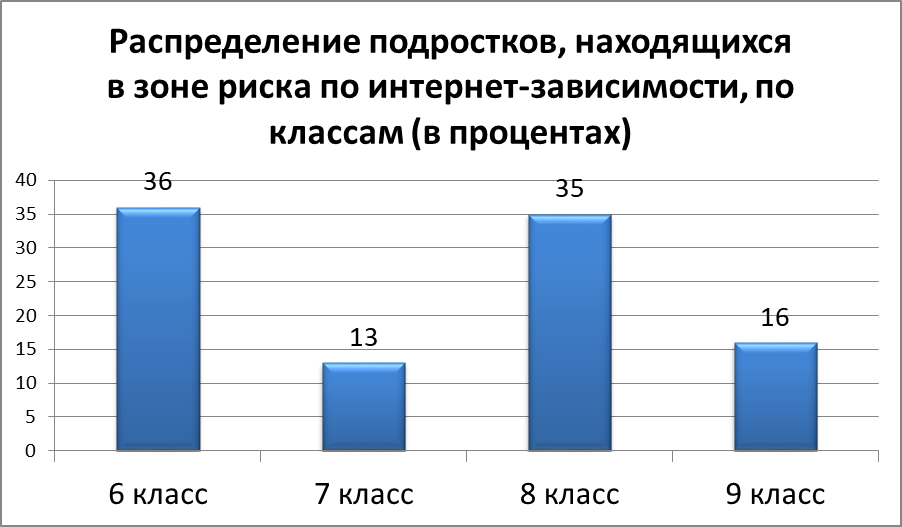 Распределение подростков, находящихся
в зоне риска по интернет-зависимости, по
классам (в процентах)
40
35
30
25
20
15
10
5
0
36
13
35
16
6 класс
7 класс
8 класс
9 класс